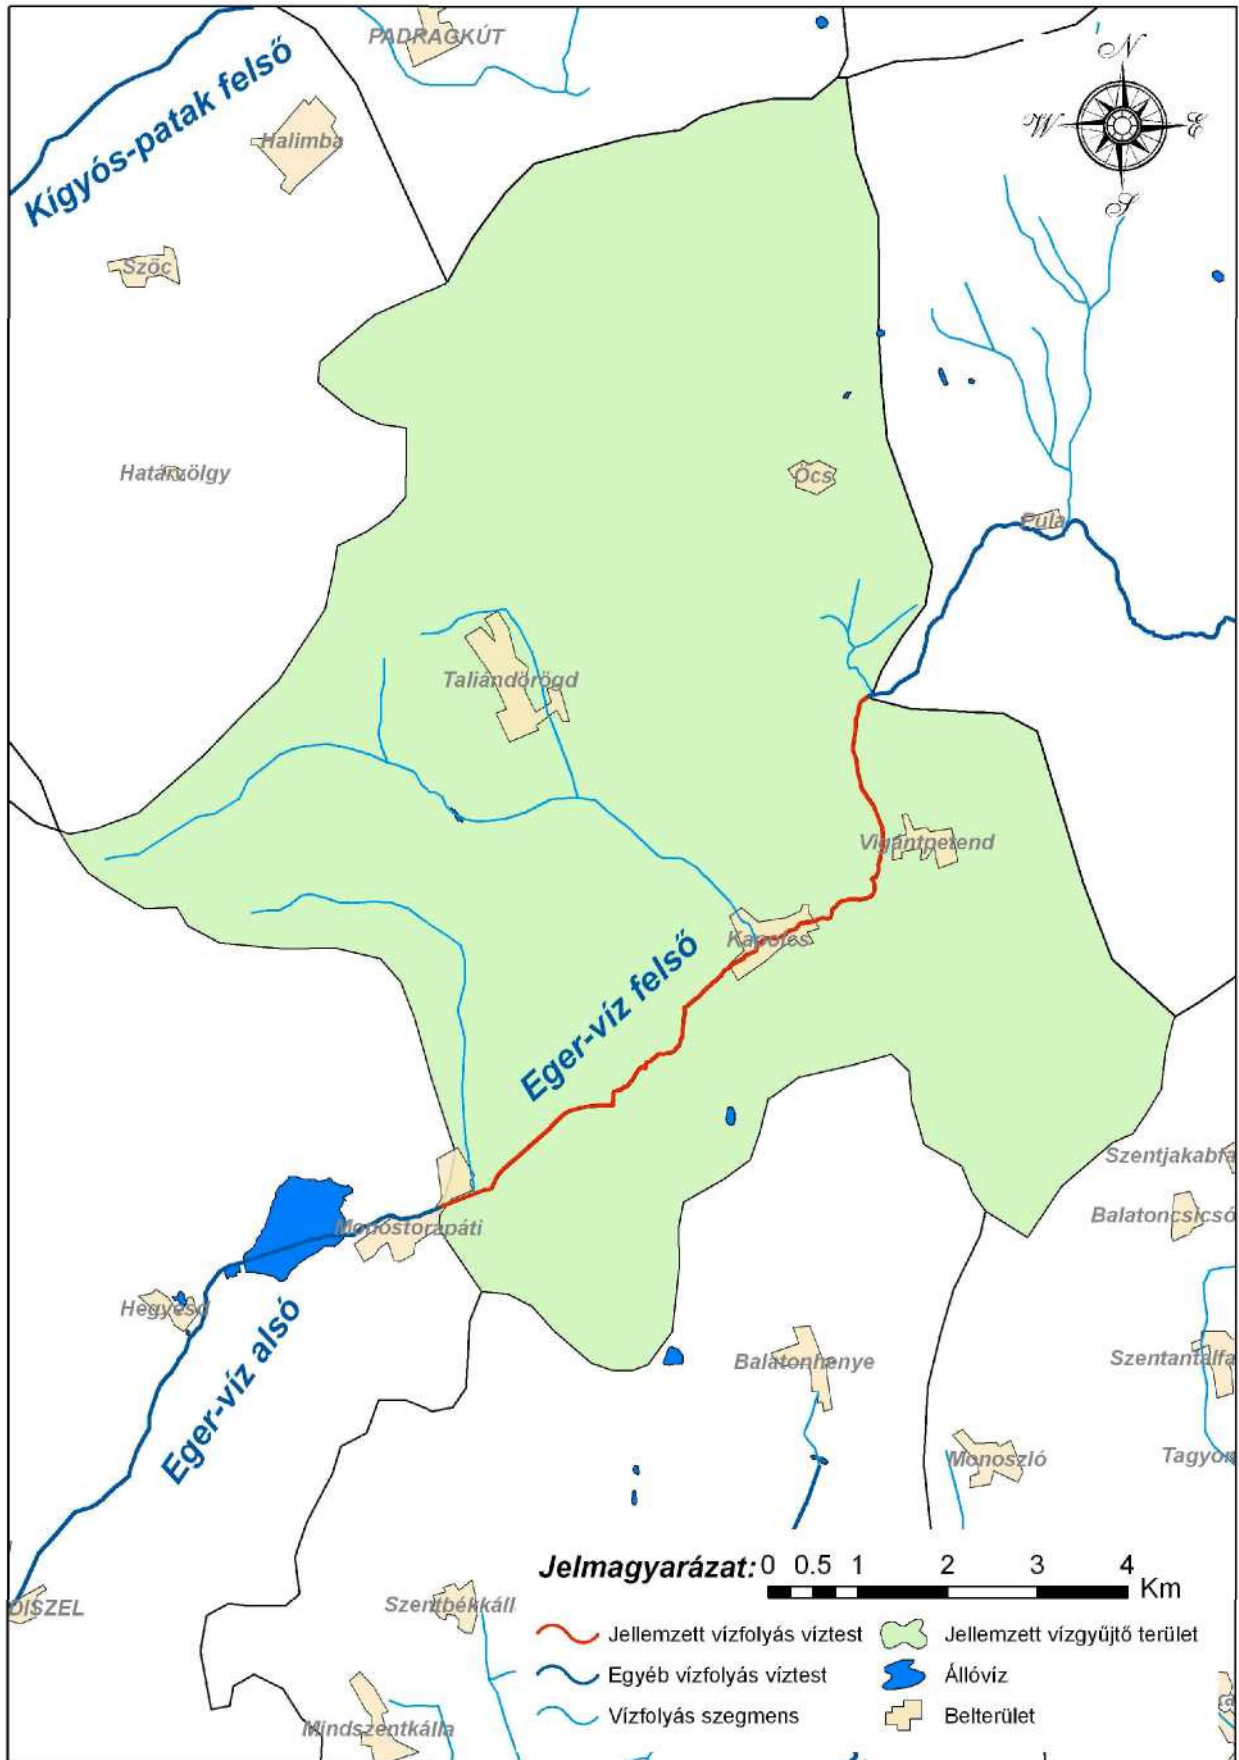 PADRAGKÚT
Kígyós-patak felső
N
W
E
S
Halimba
Szőc
Határvölgy
Öcs
Pula
Taliándörögd
Vigántpetend
Kapolcs
Eger-víz felső
Szentjakabfa
Balatoncsicsó
Monostorapáti
Hegyesd
Eger-víz alsó
Balatonhenye
Szentantalfa
Monoszló
Tagyon
Jelmagyarázat: 0 0.5 1 2 3 4 Km
DISZEL
Szentbékkáll
Jellemzett vízfolyás víztest
Jellemzett vízgyűjtő terület
Egyéb vízfolyás víztest
Állóvíz
Vízfolyás szegmens
Belterület
Mindszentkálla